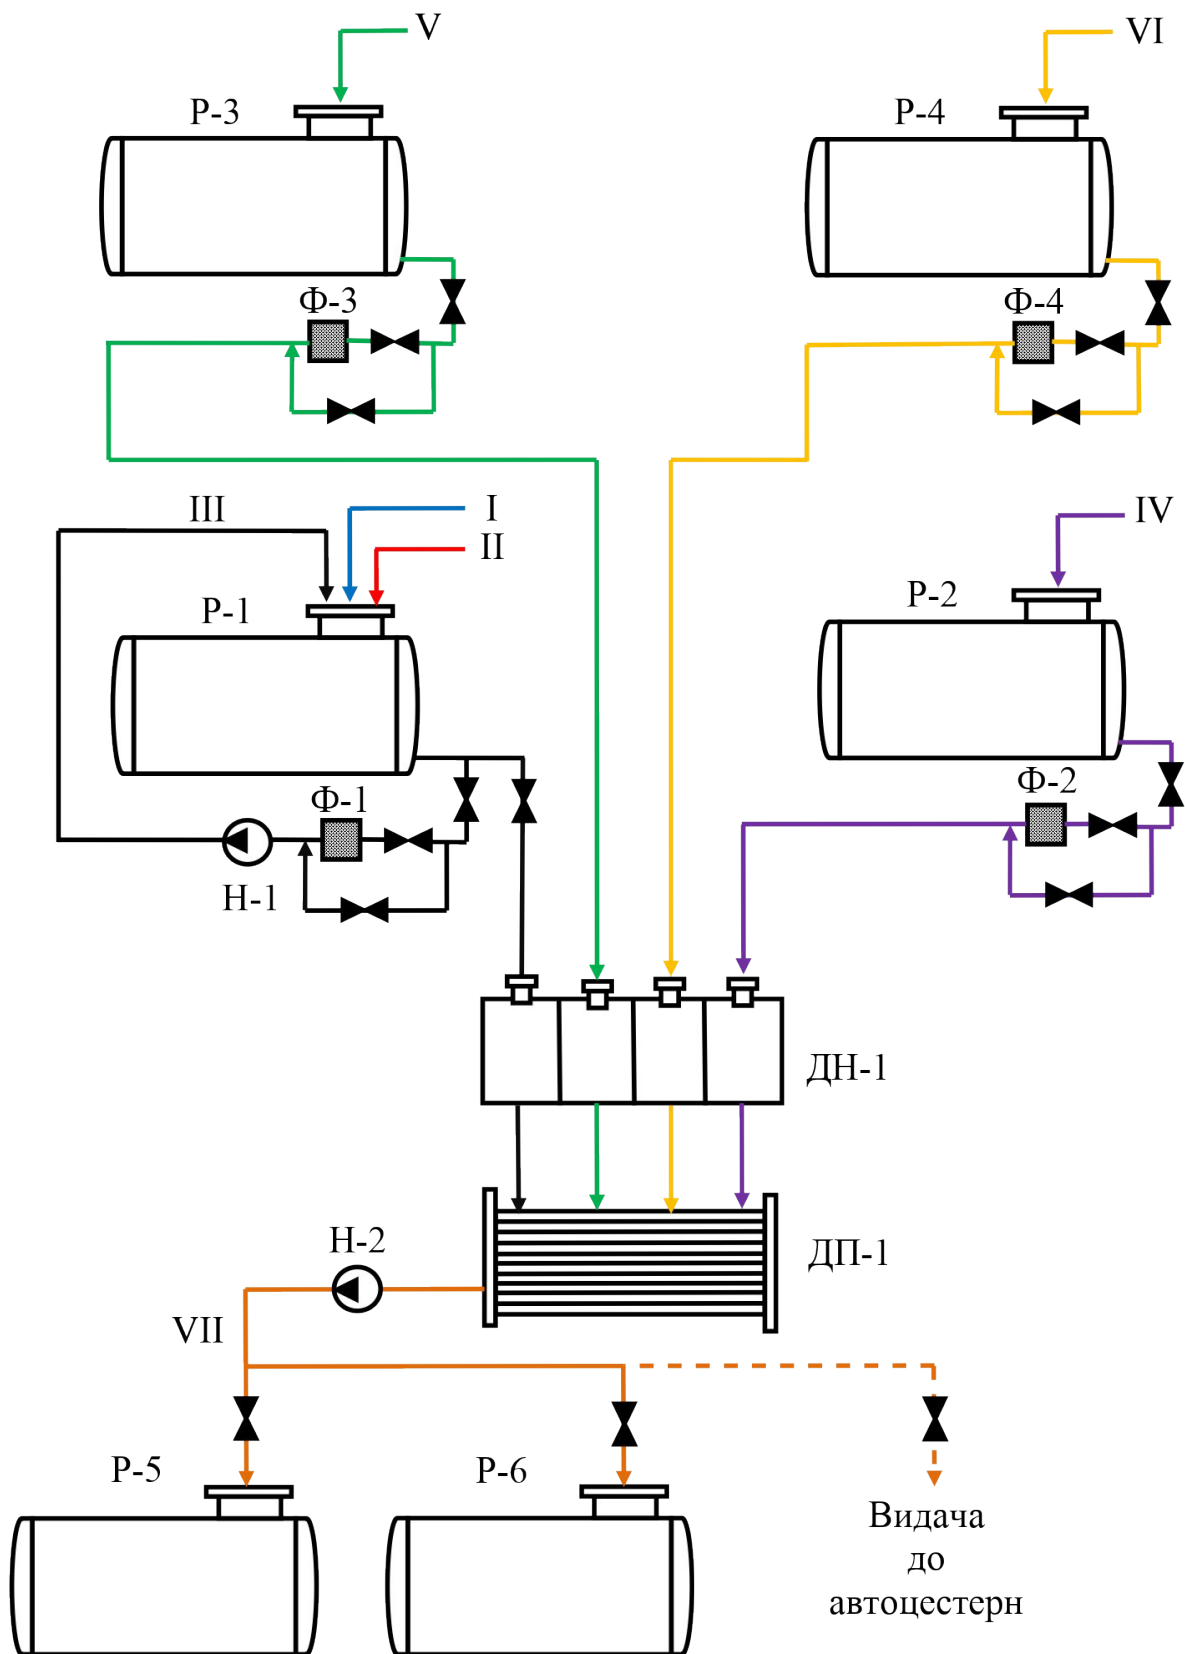 V
VI
Р-3
Р-4
Ф-3
Ф-4
III
I
IV
II
Р-1
Р-2
Ф-1
Ф-2
Н-1
ДН-1
Н-2
ДП-1
VII
Р-5
Р-6
Видача
до
автоцестерн